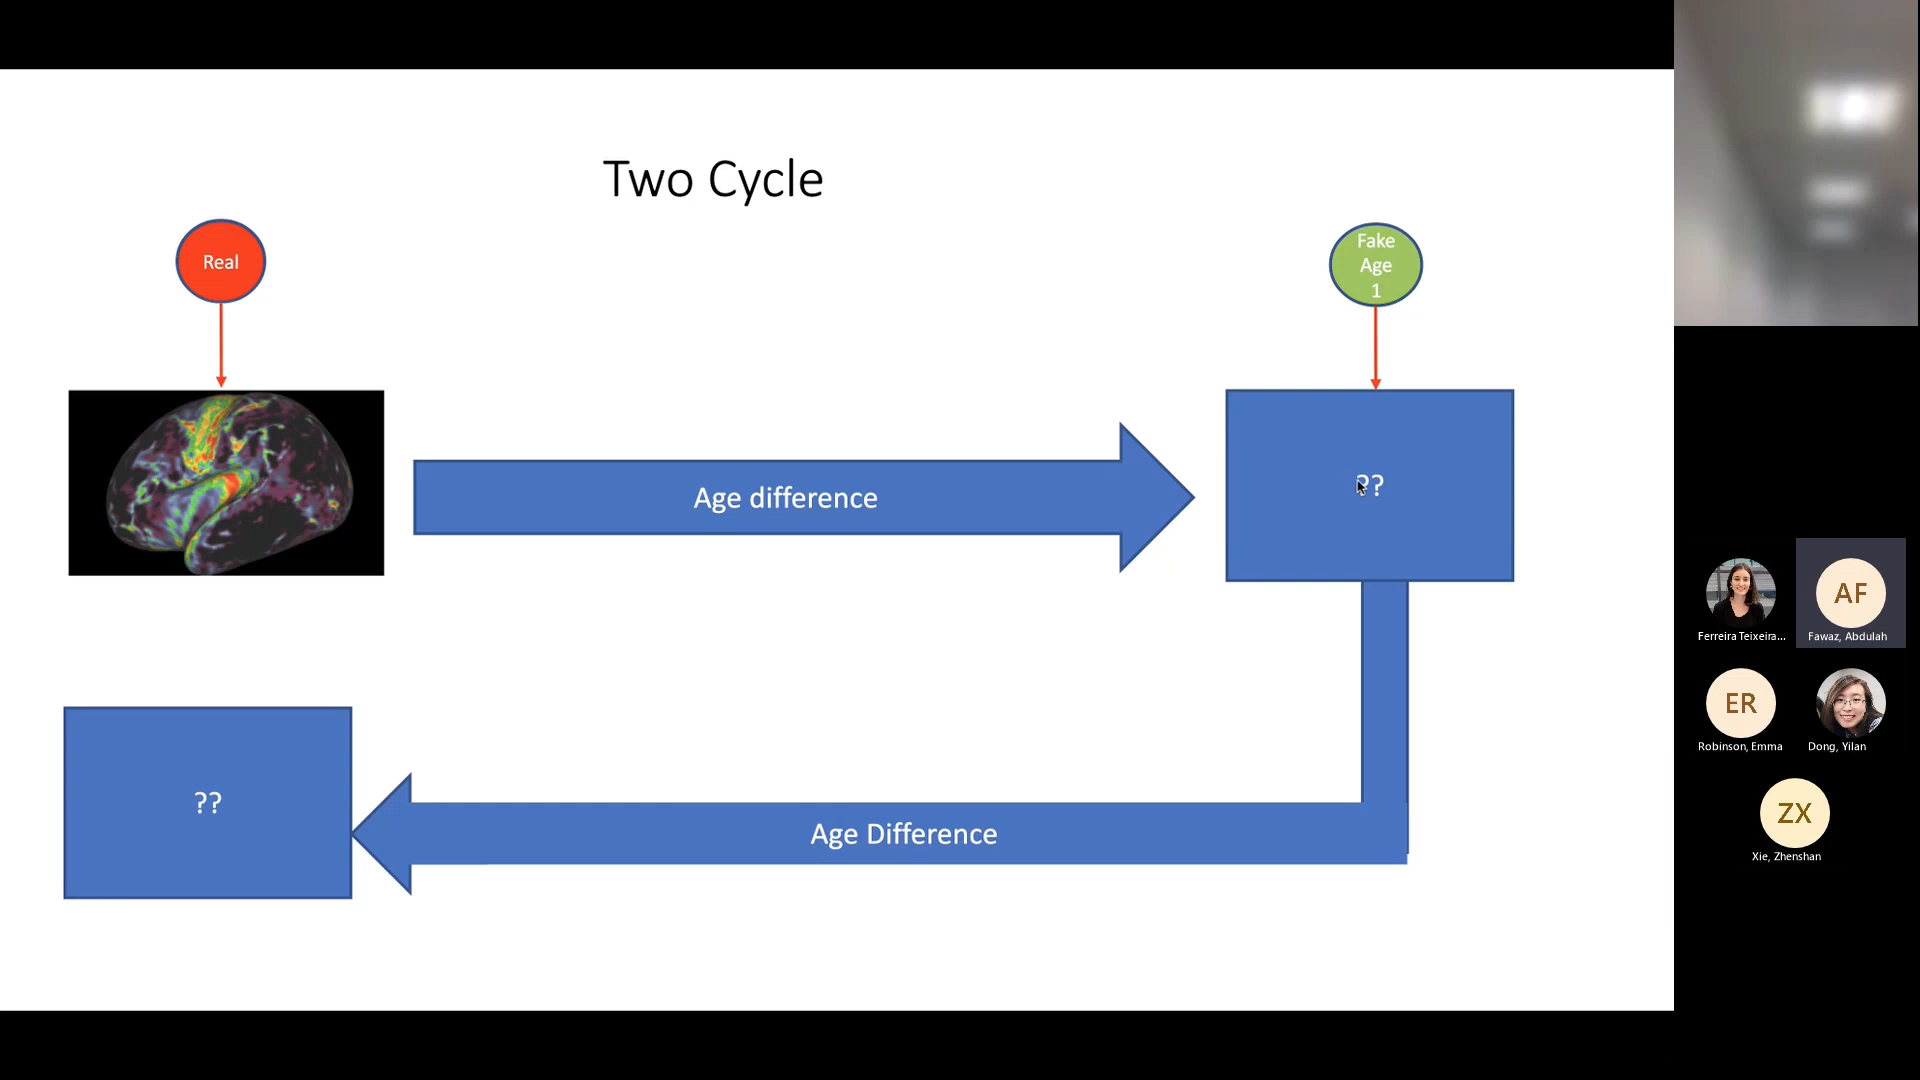 Two Cycle
Real
Fake
Age
1
Age difference
??
??
Age Difference
AF
Ferreira Teixeira...
Fawaz, Abdulah
ER
Robinson, Emma
Dong, Yilan
ZX
Xie, Zhenshan